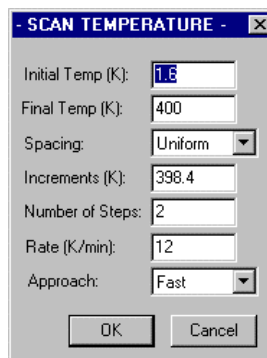 - SCAN TEMPERATURE -
Initial Temp (K): 1.6
Final Temp (K): 400
Spacing: Uniform
Increments (K): 398.4
Number of Steps: 2
Rate (K/min): 12
Approach: Fast
OK Cancel